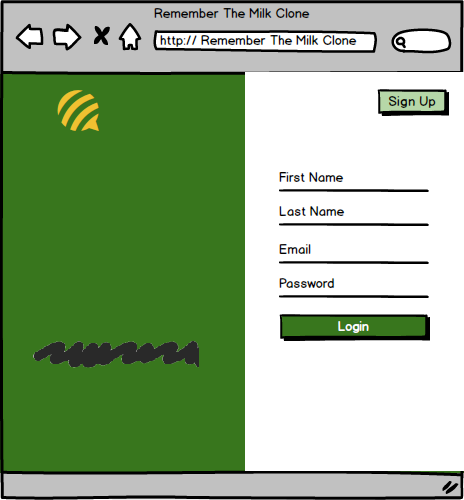 Remember The Milk Clone
http:// Remember The Milk Clone
Sign Up
First Name
Last Name
Email
Password
Login